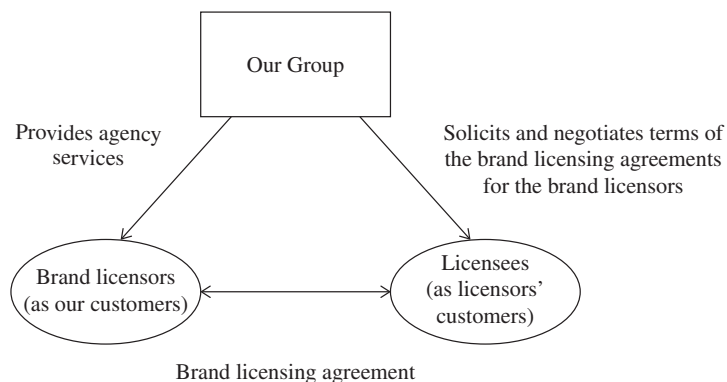 Our Group
Provides agency
services
Solicits and negotiates terms of
the brand licensing agreements
for the brand licensors
Brand licensors
(as our customers)
Licensees
(as licensors’
customers)
Brand licensing agreement